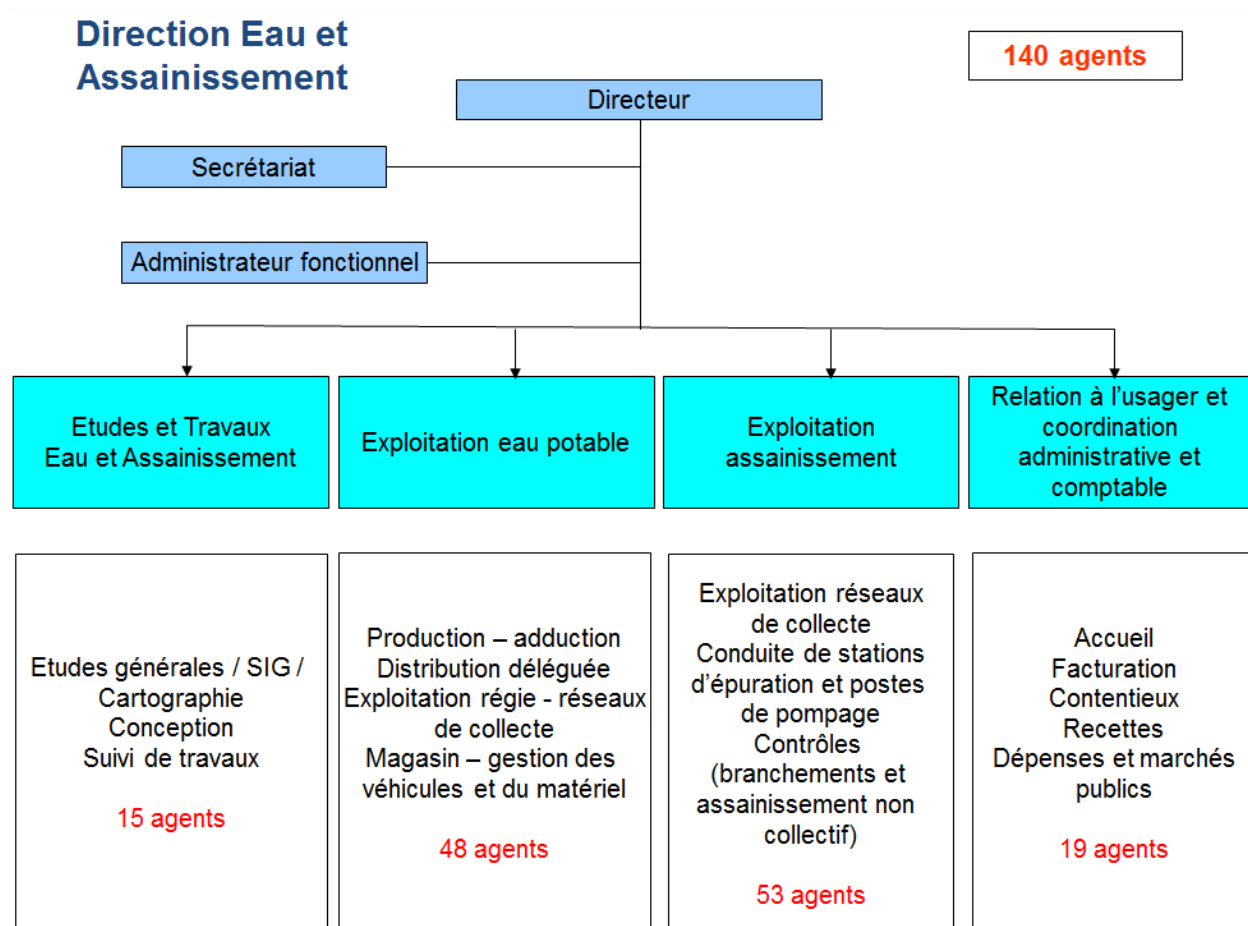 Direction Eau et
Assainissement
140 agents
Directeur
Secrétariat
Administrateur fonctionnel
Etudes et Travaux
Eau et Assainissement
Exploitation eau potable
Exploitation
assainissement
Relation à l'usager et
coordination
administrative et
comptable
Etudes générales / SIG /
Cartographie
Conception
Suivi de travaux
15 agents
Production – adduction
Distribution déléguée
Exploitation régie - réseaux
de collecte
Magasin – gestion des
véhicules et du matériel
48 agents
Exploitation réseaux
de collecte
Conduite de stations
d'épuration et postes
de pompage
Contrôles
(branchements et
assainissement non
collectif)
53 agents
Accueil
Facturation
Contentieux
Recettes
Dépenses et marchés
publics
19 agents